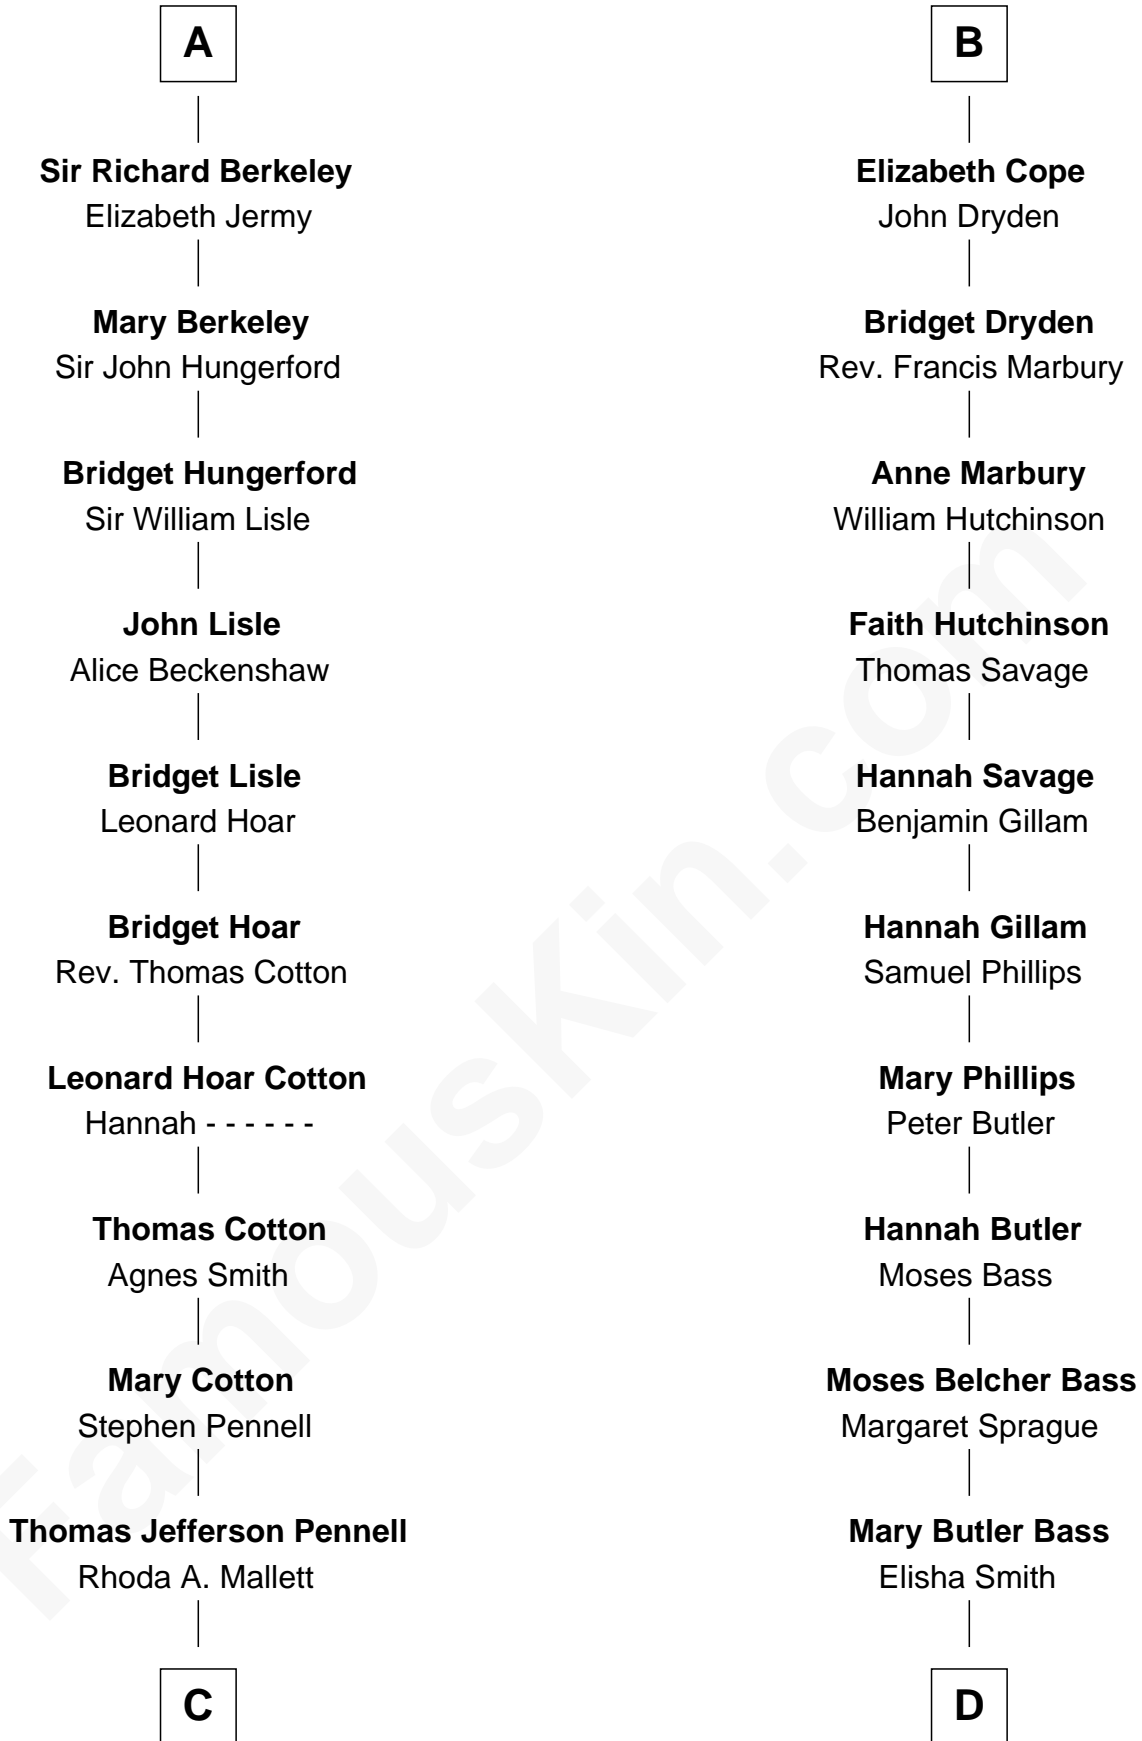 A
Sir Richard Berkeley
Elizabeth Jermy
Mary Berkeley
Sir John Hungerford
Bridget Hungerford
Sir William Lisle
John Lisle
Alice Beckenshaw
Bridget Lisle
Leonard Hoar
Bridget Hoar
Rev. Thomas Cotton
Leonard Hoar Cotton
Hannah - - - - - -
Thomas Cotton
Agnes Smith
Mary Cotton
Stephen Pennell
Thomas Jefferson Pennell
Rhoda A. Mallett
C
B
Elizabeth Cope
John Dryden
Bridget Dryden
Rev. Francis Marbury
Anne Marbury
William Hutchinson
Faith Hutchinson
Thomas Savage
Hannah Savage
Benjamin Gillam
Hannah Gillam
Samuel Phillips
Mary Phillips
Peter Butler
Hannah Butler
Moses Bass
Moses Belcher Bass
Margaret Sprague
Mary Butler Bass
Elisha Smith
D
FamousKin.com